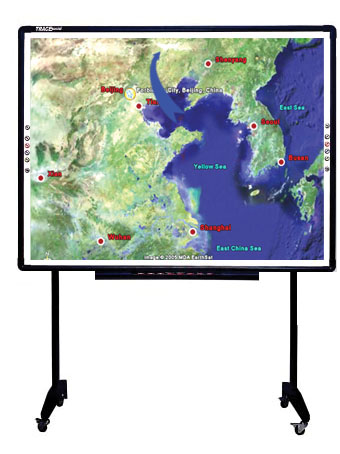 TRACEboard
Shenyang
Beijing
City, Beijing, China
East Sea
Seoul
Busan
Yellow Sea
Xian
Shanghai
Wuhan
East China Sea
Image © 2005 MDA EarthSat